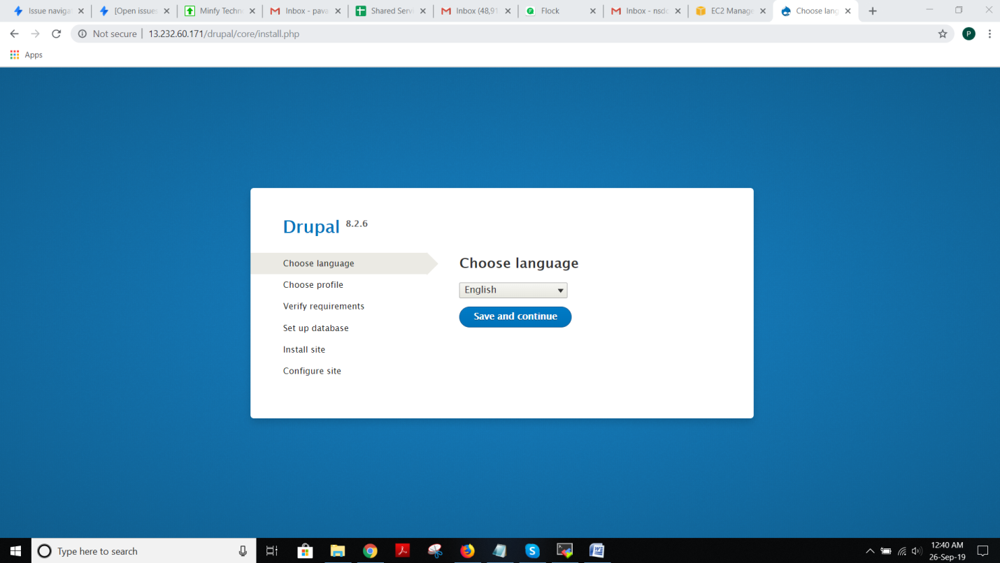 Issue navigat
[Open issues
Minfy Techn
Inbox - pava
Shared Serv
Inbox (48,91
Flock
Inbox - nsdc
EC2 Manage
Choose lang
Not secure | 13.232.60.171/drupal/core/install.php
P
Apps
Drupal 8.2.6
Choose language
Choose profile
Verify requirements
Set up database
Install site
Configure site
Choose language
English
Save and continue
Type here to search
12:40 AM
26-Sep-19